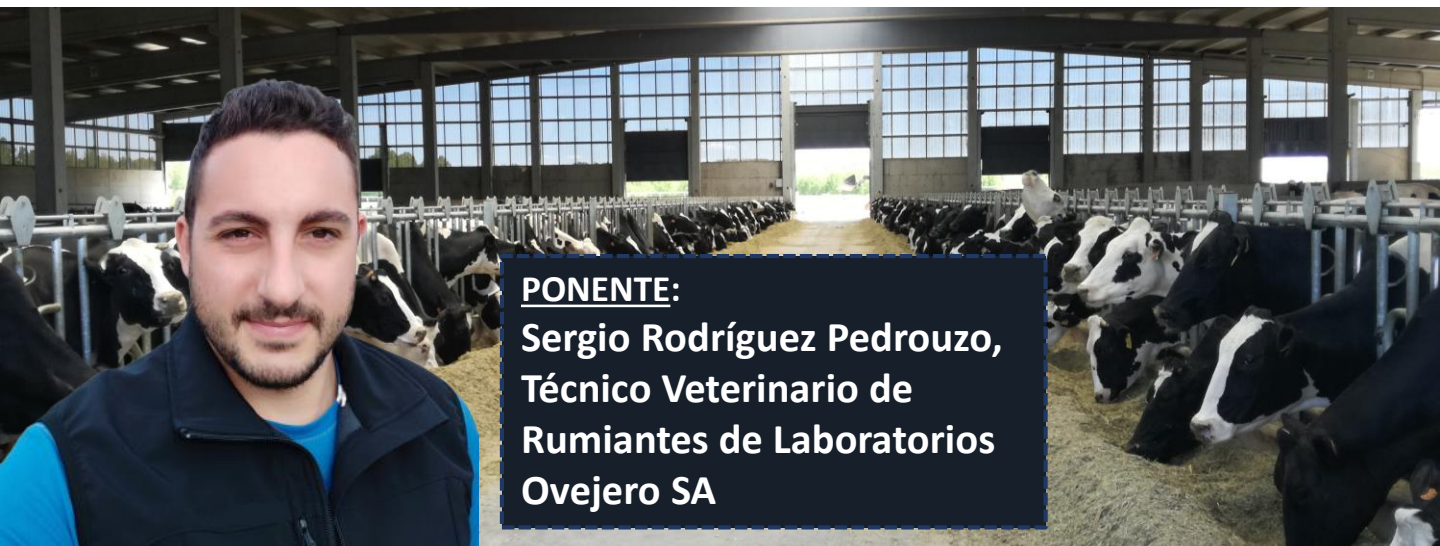 PONENTE:
Sergio Rodríguez Pedrouzo,
Técnico Veterinario de
Rumiantes de Laboratorios
Ovejero SA